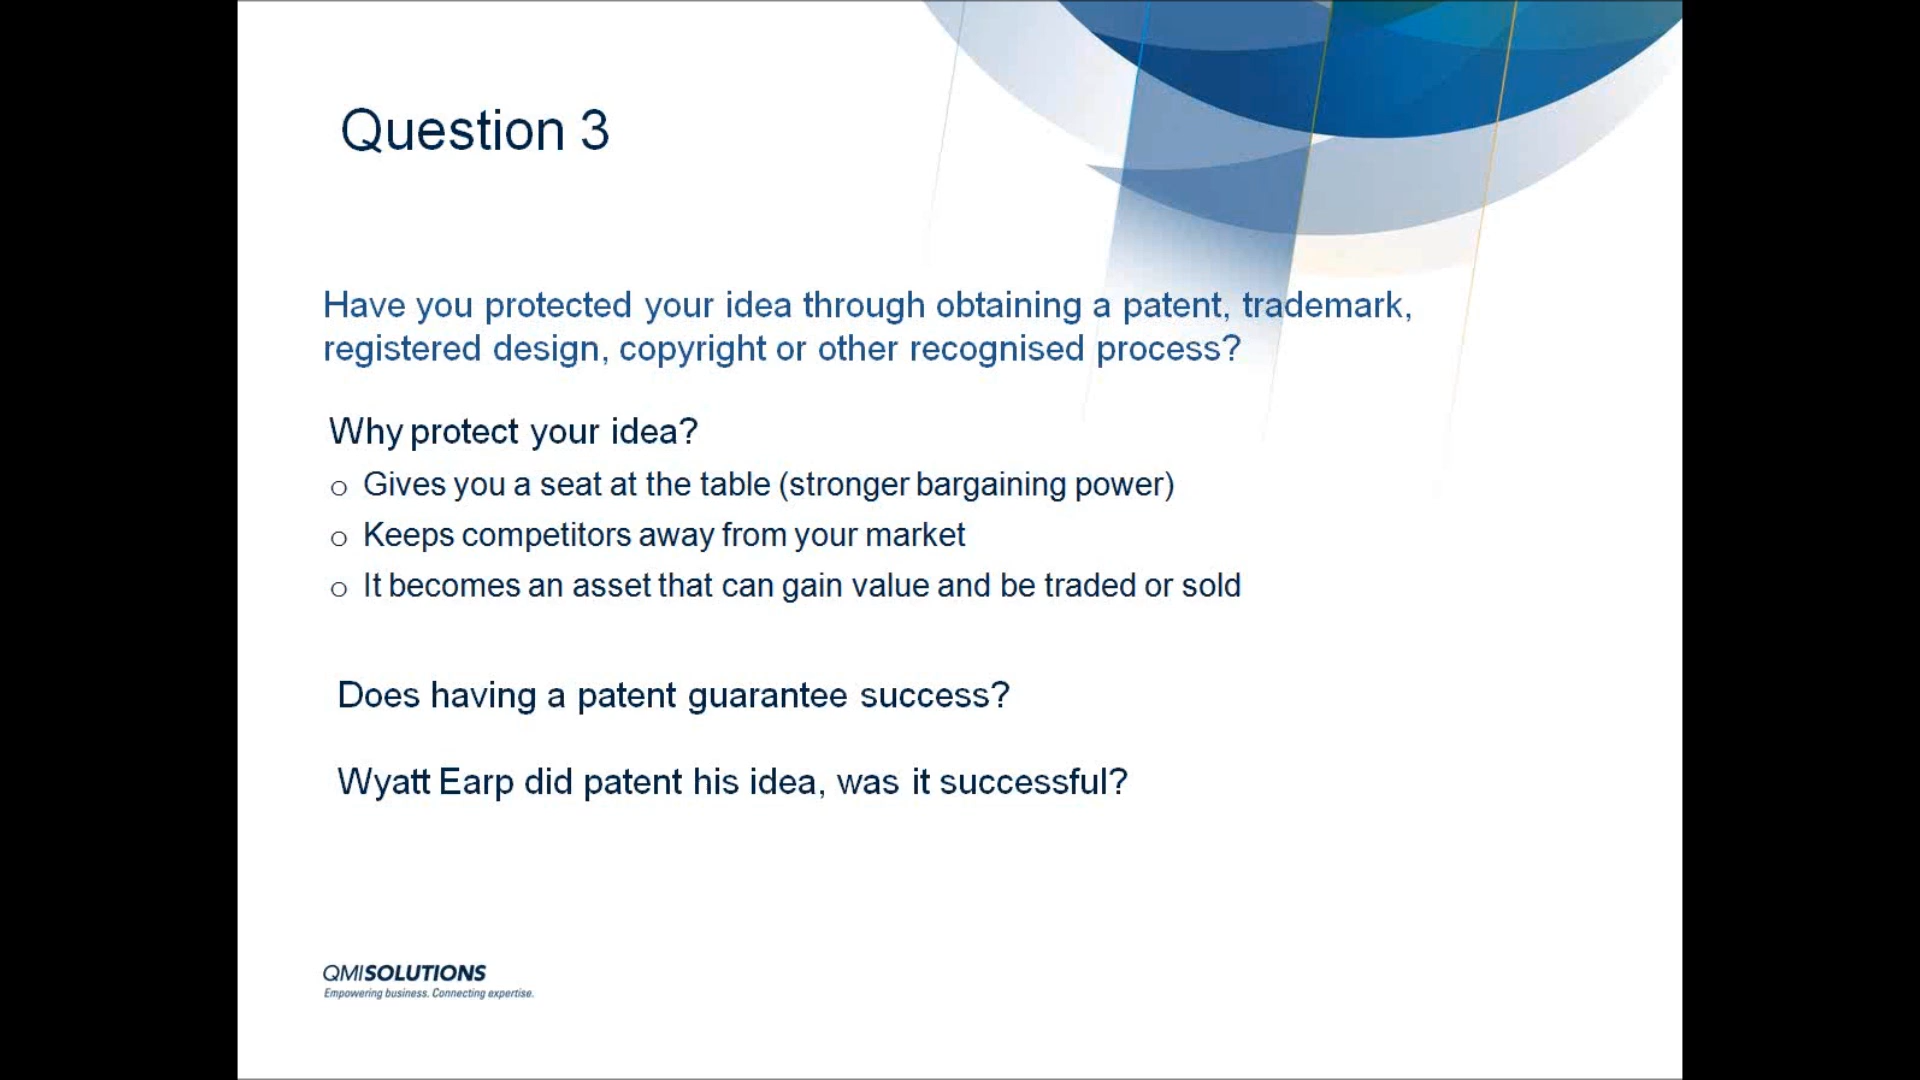 Question 3
Have you protected your idea through obtaining a patent, trademark,
registered design, copyright or other recognised process?
Why protect your idea?
o Gives you a seat at the table (stronger bargaining power)
o Keeps competitors away from your market
o It becomes an asset that can gain value and be traded or sold
Does having a patent guarantee success?
Wyatt Earp did patent his idea, was it successful?
QMISOLUTIONS
Empowering business. Connecting expertise.